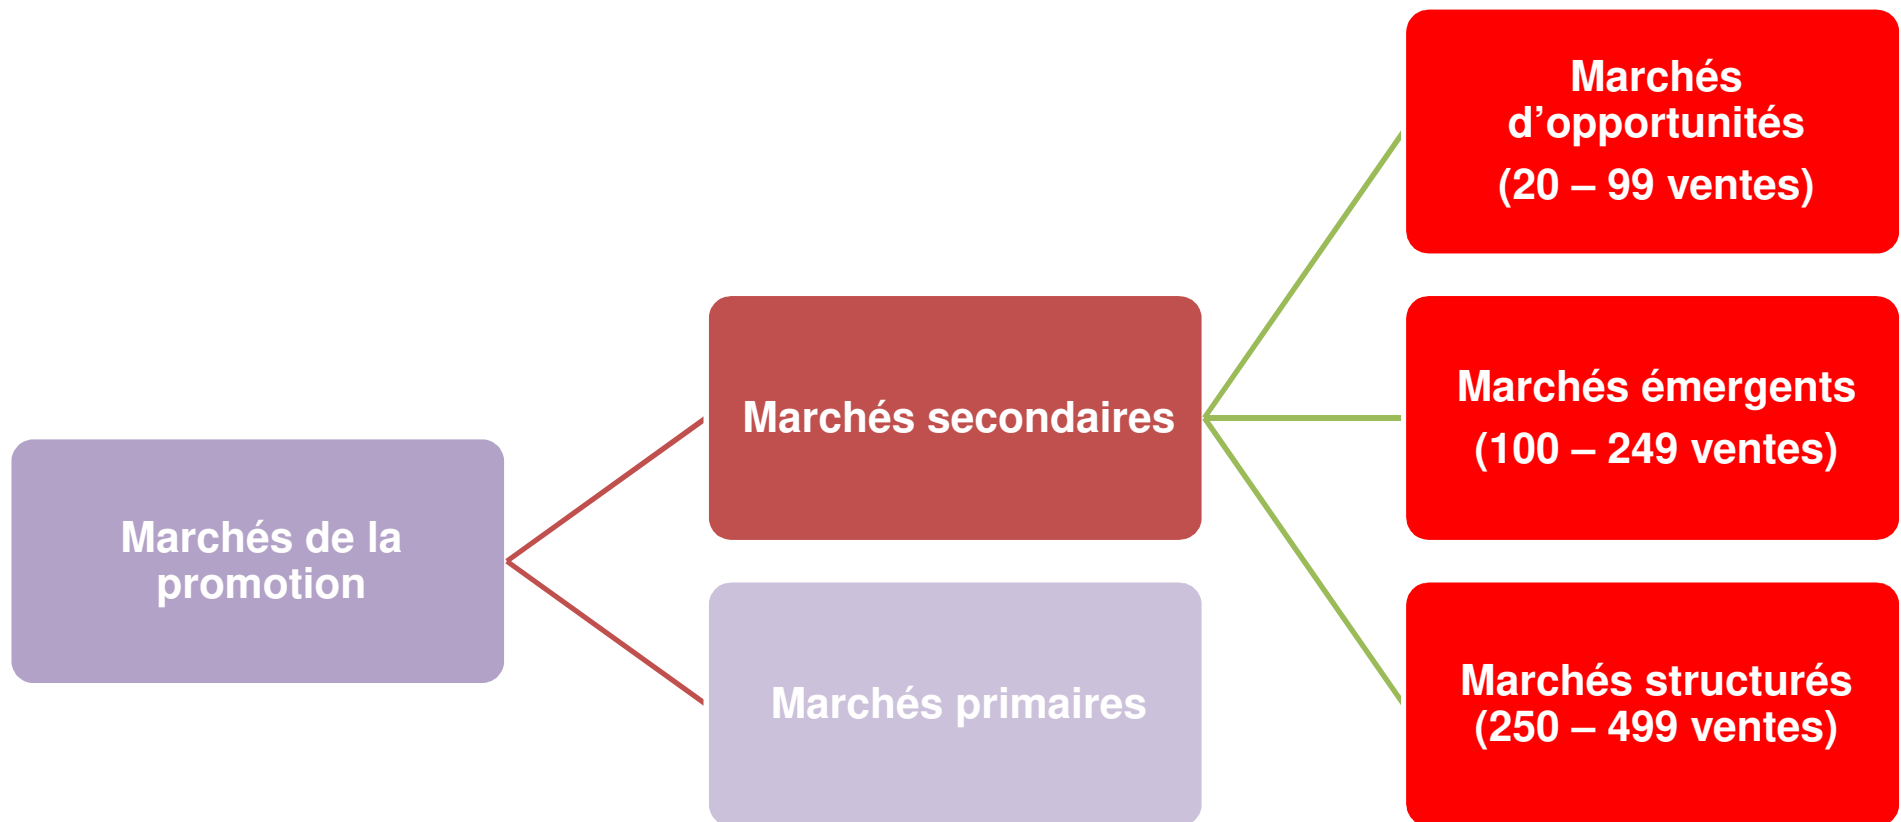 Marchés
d’opportunités
(20 – 99 ventes)
Marchés secondaires
Marchés émergents
(100 – 249 ventes)
Marchés de la
promotion
Marchés primaires
Marchés structurés
(250 – 499 ventes)